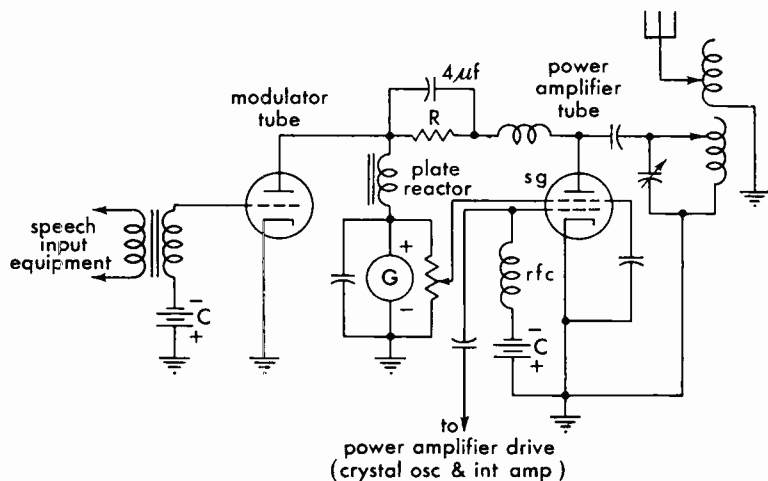 4μf
power
amplifier
tube
modulator
tube
R
sg
plate
reactor
speech
input
equipment
+
G
−
rfc
−
C
+
−
C
+
to
power amplifier drive
(crystal osc & int amp)